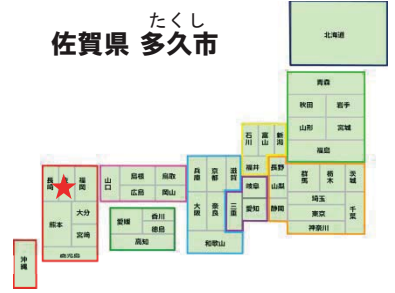 たくし
佐賀県 多久市
北海道
青森
秋田 岩手
山形 宮城
福島
石川 富山 新潟
福井 長野
岐阜 山梨
愛知 静岡
群馬 栃木 茨城
埼玉
東京
千葉
神奈川
兵庫 京都 滋賀
大阪 奈良 三重
和歌山
山口 島根 鳥取
広島 岡山
愛媛 香川
徳島
高知
長崎 福岡
熊本 大分
宮崎
鹿児島
沖縄